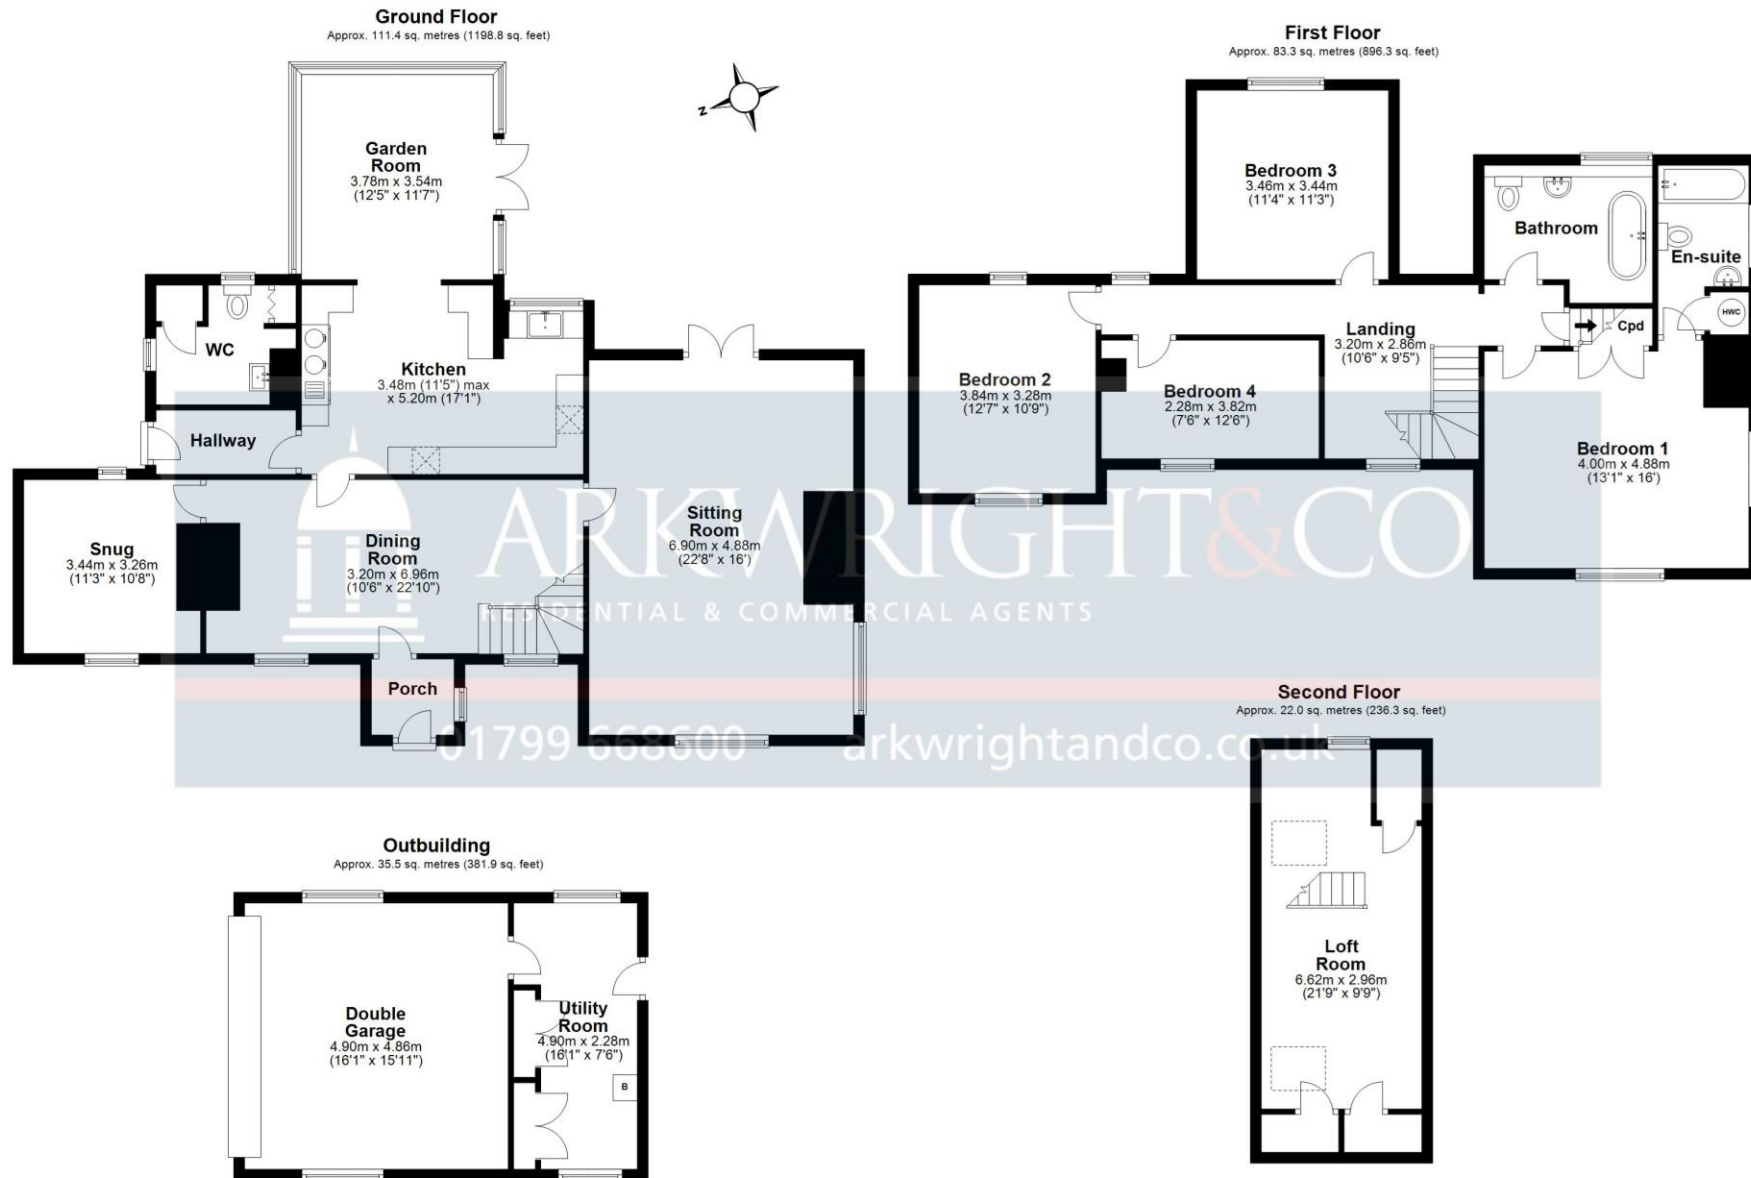 Ground Floor
Approx. 111.4 sq. metres (1198.8 sq. feet)
Garden
Room
3.78m x 3.54m
(12'5" x 11'7")
WC
Kitchen
3.48m (11'5") max
x 5.20m (17'1")
Hallway
Snug
3.44m x 3.26m
(11'3" x 10'8")
Dining
Room
3.20m x 6.96m
(10'6" x 22'10")
Sitting
Room
6.90m x 4.88m
(22'8" x 16')
Porch
N
First Floor
Approx. 83.3 sq. metres (896.3 sq. feet)
Bedroom 3
3.46m x 3.44m
(11'4" x 11'3")
Bathroom
En-suite
HWC
Cpd
Landing
3.20m x 2.86m
(10'6" x 9'5")
Bedroom 2
3.84m x 3.28m
(12'7" x 10'9")
Bedroom 4
2.28m x 3.82m
(7'6" x 12'6")
Bedroom 1
4.00m x 4.88m
(13'1" x 16')
ARKWRIGHT&CO
RESIDENTIAL & COMMERCIAL AGENTS
01799 668600 arkwrightandco.co.uk
Second Floor
Approx. 22.0 sq. metres (236.3 sq. feet)
Loft
Room
6.62m x 2.96m
(21'9" x 9'9")
Outbuilding
Approx. 35.5 sq. metres (381.9 sq. feet)
Double
Garage
4.90m x 4.86m
(16'1" x 15'11")
Utility
Room
4.90m x 2.28m
(16'1" x 7'6")
B